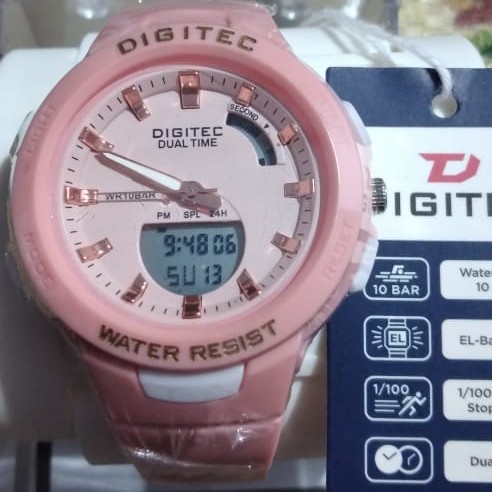 DIGITEC
LIGHT
SECOND
DIGITEC
DUAL TIME
WR10BAR
PM SPL 24H
9:48 06
SU 13
MODE
RESET
WATER RESIST
IGITE
10 BAR
Water
10
EL
EL-Ba
1/100
1/100
Stop
Dua